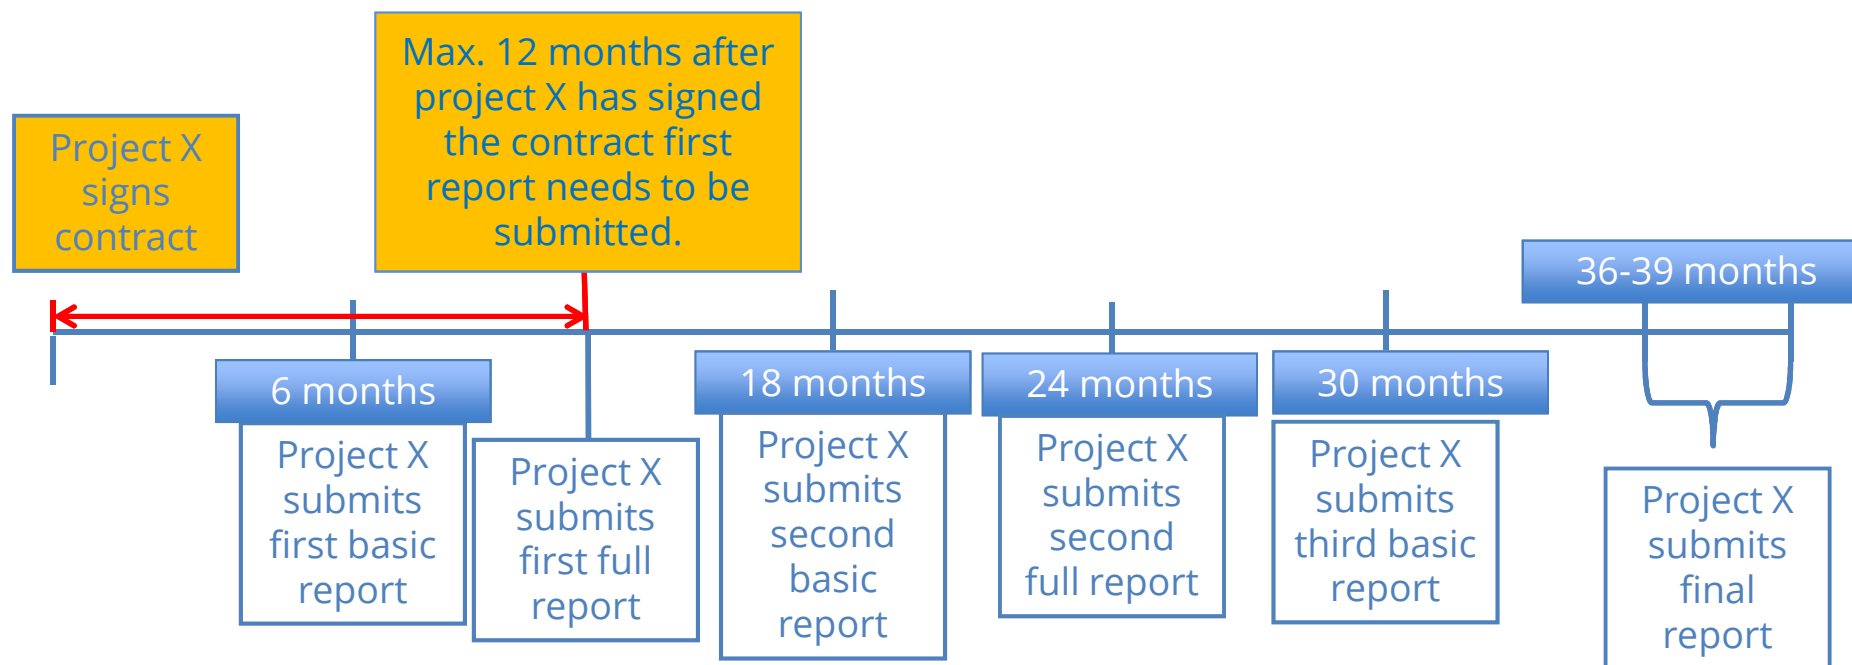 Max. 12 months after
project X has signed
the contract first
report needs to be
submitted.
Project X
signs
contract
36-39 months
6 months
18 months
24 months
30 months
Project X
submits
first basic
report
Project X
submits
first full
report
Project X
submits
second
basic
report
Project X
submits
second
full report
Project X
submits
third basic
report
Project X
submits
final
report